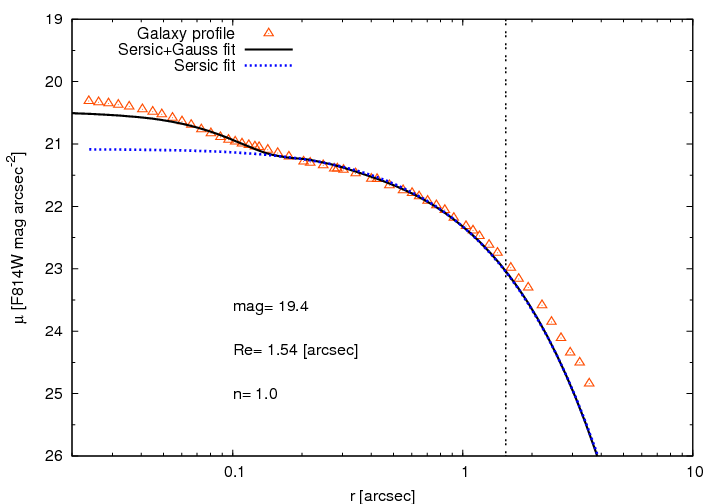 19
20
21
22
23
24
25
26
0.1
1
10
μ [F814W mag arcsec-2]
r [arcsec]
Galaxy profile
Sersic+Gauss fit
Sersic fit
mag= 19.4
Re= 1.54 [arcsec]
n= 1.0